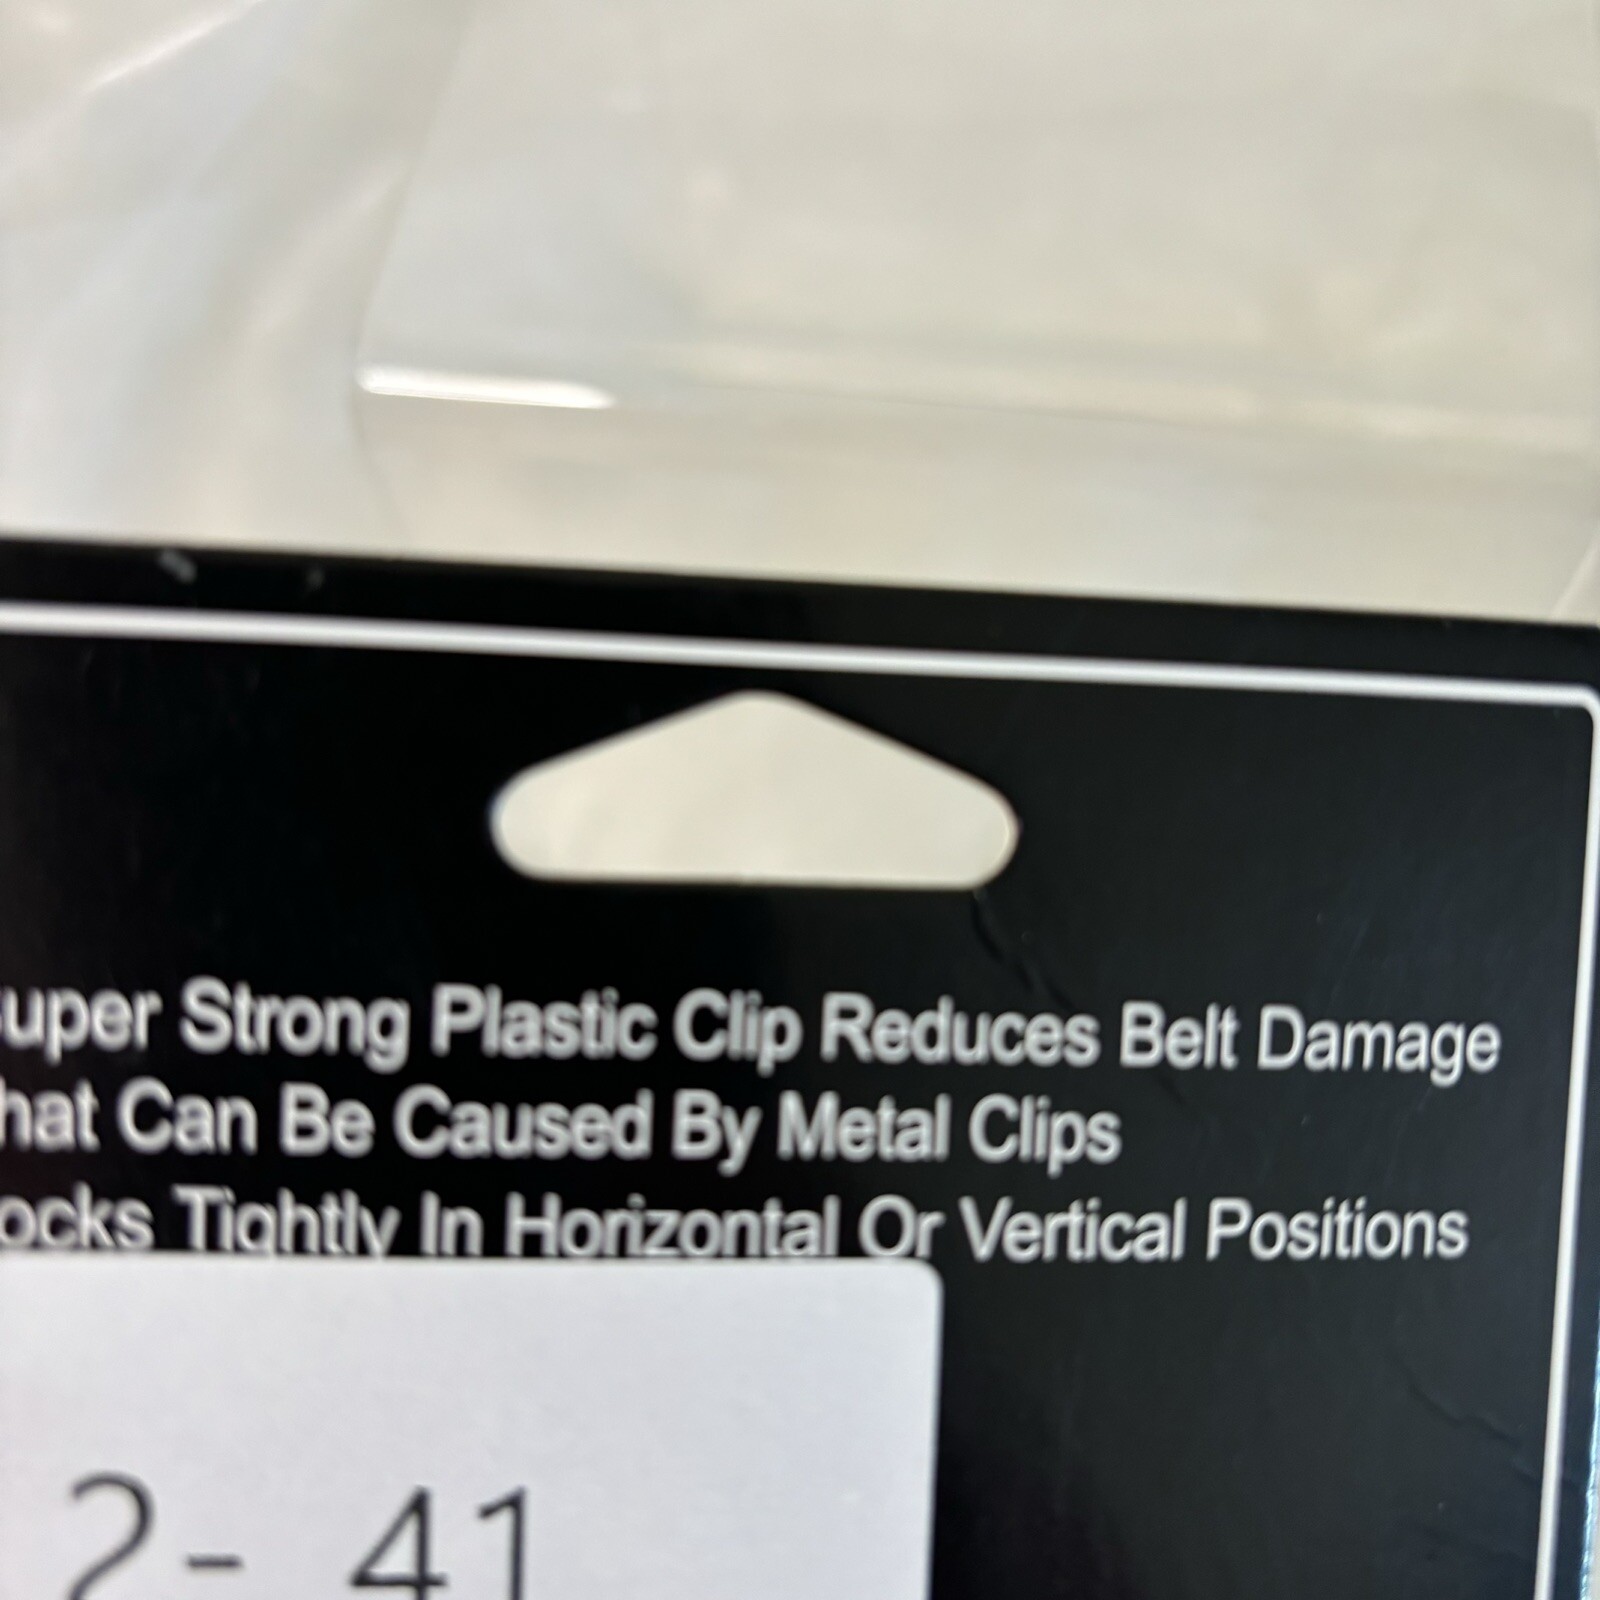 uper Strong Plastic Clip Reduces Belt Damage
hat Can Be Caused By Metal Clips
ocks Tightly In Horizontal Or Vertical Positions
2- 41